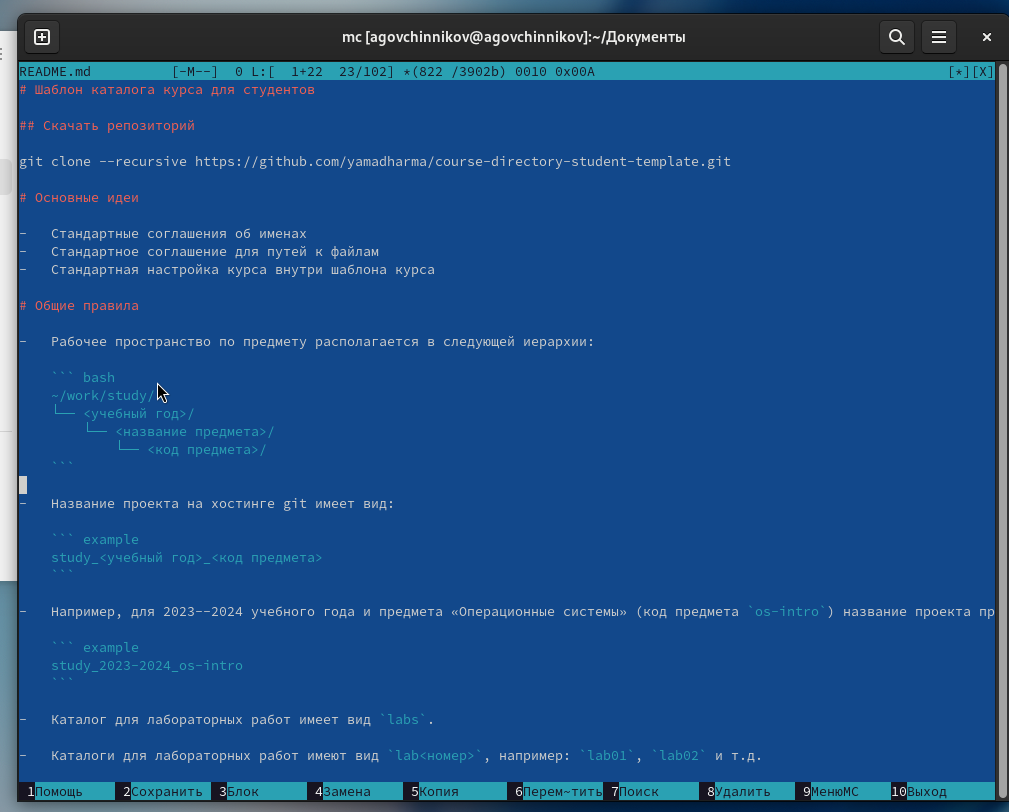 mc [agovchinnikov@agovchinnikov]:~/Документы
README.md [-M--] 0 L:[ 1+22 23/102] *(822 /3902b) 0010 0x00A [*][X]
# Шаблон каталога курса для студентов
## Скачать репозиторий
git clone --recursive https://github.com/yamadharma/course-directory-student-template.git
# Основные идеи
- Стандартные соглашения об именах
- Стандартное соглашение для путей к файлам
- Стандартная настройка курса внутри шаблона курса
# Общие правила
- Рабочее пространство по предмету располагается в следующей иерархии:
``` bash
~/work/study/
└── <учебный год>/
└── <название предмета>/
└── <код предмета>/
```
- Название проекта на хостинге git имеет вид:
``` example
study_<учебный год>_<код предмета>
```
- Например, для 2023--2024 учебного года и предмета «Операционные системы» (код предмета `os-intro`) название проекта пр
``` example
study_2023-2024_os-intro
```
- Каталог для лабораторных работ имеет вид `labs`.
- Каталоги для лабораторных работ имеют вид `lab<номер>`, например: `lab01`, `lab02` и т.д.
1Помощь 2Сохранить 3Блок 4Замена 5Копия 6Перем~тить 7Поиск 8Удалить 9МенюМС 10Выход